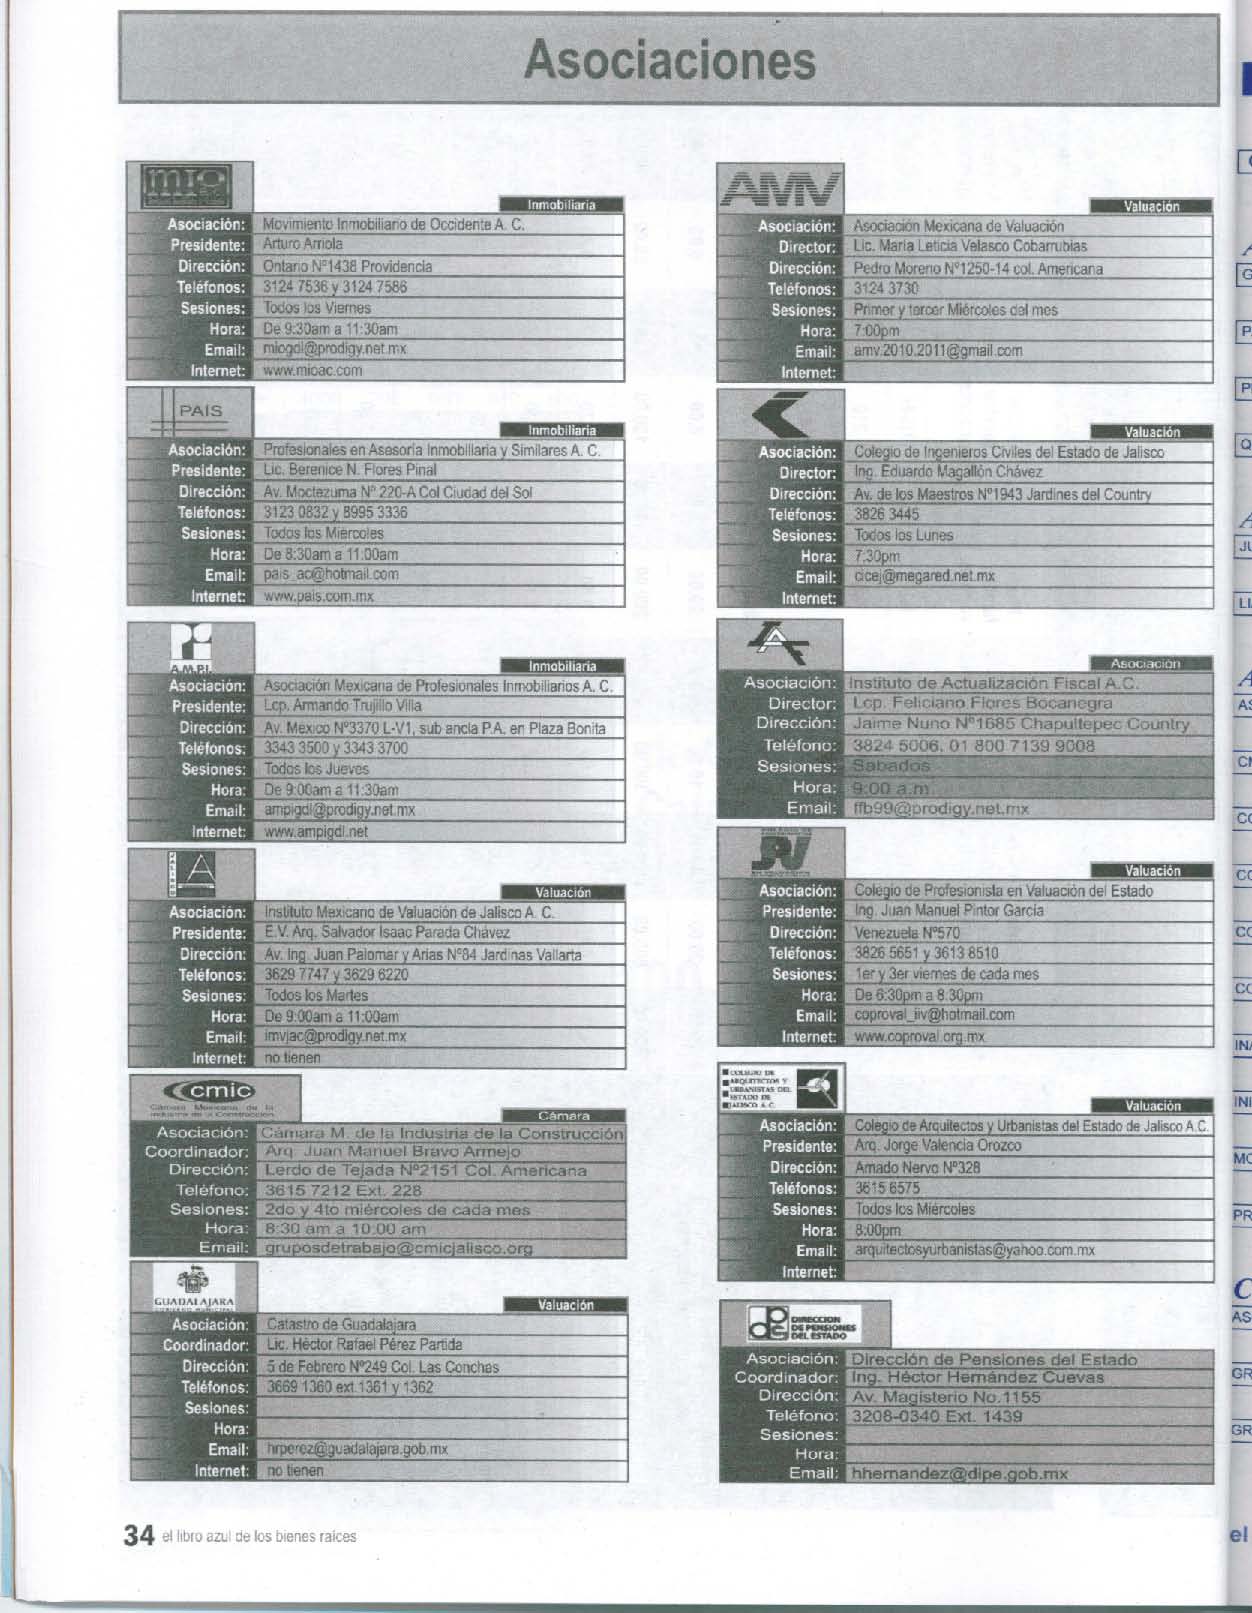 Asociaciones
mio
Inmobiliaria
Asociación: Movimiento Inmobiliario de Occidente A. C.
Presidente: Arturo Arriola
Dirección: Ontario Nº1438 Providencia
Teléfonos: 3124 7536 y 3124 7586
Sesiones: Todos los Viernes
Hora: De 9:30am a 11:30am
Email: miogdl@prodigy.net.mx
Internet: www.mioac.com
PAIS
Inmobiliaria
Asociación: Profesionales en Asesoría Inmobiliaria y Similares A. C.
Presidente: Lic. Berenice N. Flores Pinal
Dirección: Av. Moctezuma Nº 220-A Col Ciudad del Sol
Teléfonos: 3123 0832 y 8995 3336
Sesiones: Todos los Miercoles
Hora: De 8:30am a 11:00am
Email: pais_ac@hotmail.com
Internet: www.pais.com.mx
A.M.P.I.
Inmobiliaria
Asociación: Asociación Mexicana de Profesionales Inmobiliarios A. C.
Presidente: Lcp. Armando Trujillo Villa
Dirección: Av. Mexico Nº3370 L-V1, sub ancla P.A. en Plaza Bonita
Teléfonos: 3343 3500 y 3343 3700
Sesiones: Todos los Jueves
Hora: De 9:00am a 11:30am
Email: ampigdl@prodigy.net.mx
Internet: www.ampigdl.net
JALISCO
Valuación
Asociación: Instituto Mexicano de Valuación de Jalisco A. C.
Presidente: E.V. Arq. Salvador Isaac Parada Chávez
Dirección: Av. Ing. Juan Palomar y Arias Nº84 Jardinas Vallarta
Teléfonos: 3629 7747 y 3629 6220
Sesiones: Todos los Martes
Hora: De 9:00am a 11:00am
Email: imvjac@prodigy.net.mx
Internet: no tienen
cmic
Cámara Mexicana de la
Industria de la Construcción
Cámara
Asociación: Cámara M. de la Industria de la Construcción
Coordinador: Arq. Juan Manuel Bravo Armejo
Dirección: Lerdo de Tejada Nº2151 Col. Americana
Teléfono: 3615 7212 Ext. 228
Sesiones: 2do y 4to miércoles de cada mes
Hora: 8:30 am a 10:00 am
Email: gruposdetrabajo@cmicjalisco.org
GUADALAJARA
GOBIERNO MUNICIPAL
Valuación
Asociación: Catastro de Guadalajara
Coordinador: Lic. Héctor Rafael Pérez Partida
Dirección: 5 de Febrero Nº249 Col. Las Conchas
Teléfonos: 3669 1360 ext.1361 y 1362
Sesiones:
Hora:
Email: hrperez@guadalajara.gob.mx
Internet: no tienen
AMV
Valuación
Asociación: Asociación Mexicana de Valuación
Director: Lic. María Leticia Velasco Cobarrubias
Dirección: Pedro Moreno Nº1250-14 col. Americana
Teléfonos: 3124 3730
Sesiones: Primer y tercer Miércoles del mes
Hora: 7:00pm
Email: amv.2010.2011@gmail.com
Internet:
Valuación
Asociación: Colegio de Ingenieros Civiles del Estado de Jalisco
Director: Ing. Eduardo Magallón Chávez
Dirección: Av. de los Maestros Nº1943 Jardines del Country
Teléfonos: 3826 3445
Sesiones: Todos los Lunes
Hora: 7:30pm
Email: cicej@megared.net.mx
Internet:
Asociación
Asociación: Instituto de Actualización Fiscal A.C.
Director: Lcp. Feliciano Flores Bocanegra
Dirección: Jaime Nuno Nº1685 Chapultepec Country
Teléfono: 3824 5006, 01 800 7139 9008
Sesiones: Sabados
Hora: 9:00 a.m.
Email: ffb99@prodigy.net.mx
Valuación
Asociación: Colegio de Profesionista en Valuación del Estado
Presidente: Ing. Juan Manuel Pintor García
Dirección: Venezuela Nº570
Teléfonos: 3826 5651 y 3613 8510
Sesiones: 1er y 3er viernes de cada mes
Hora: De 6:30pm a 8:30pm
Email: coproval_iiv@hotmail.com
Internet: www.coproval.org.mx
COLEGIO DE
ARQUITECTOS Y
URBANISTAS DEL
ESTADO DE
JALISCO A.C.
Valuación
Asociación: Colegio de Arquitectos y Urbanistas del Estado de Jalisco A.C.
Presidente: Arq. Jorge Valencia Orozco
Dirección: Amado Nervo Nº328
Teléfonos: 3615 6575
Sesiones: Todos los Miércoles
Hora: 8:00pm
Email: arquitectosyurbanistas@yahoo.com.mx
Internet:
DIRECCION
DE PENSIONES
DEL ESTADO
Asociación: Dirección de Pensiones del Estado
Coordinador: Ing. Héctor Hernández Cuevas
Dirección: Av. Magisterio No.1155
Teléfono: 3208-0340 Ext. 1439
Sesiones:
Hora:
Email: hhernandez@dipe.gob.mx
34 el libro azul de los bienes raíces